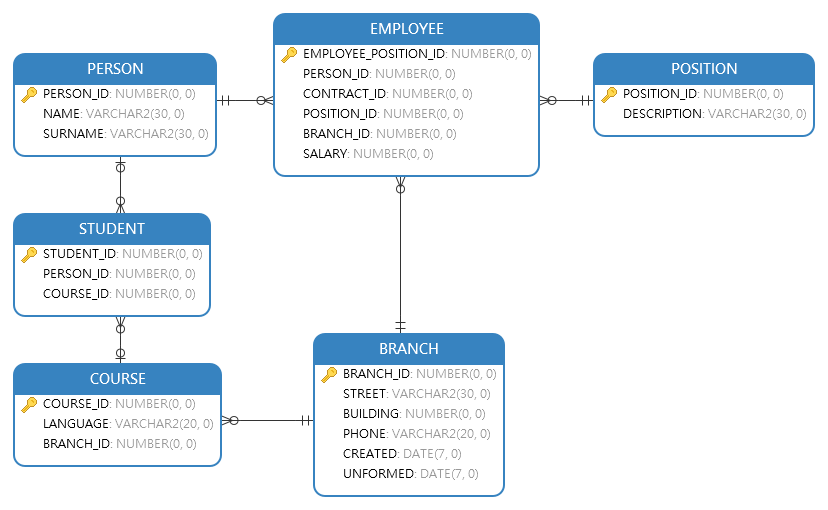 EMPLOYEE
EMPLOYEE_POSITION_ID: NUMBER(0, 0)
PERSON_ID: NUMBER(0, 0)
CONTRACT_ID: NUMBER(0, 0)
POSITION_ID: NUMBER(0, 0)
BRANCH_ID: NUMBER(0, 0)
SALARY: NUMBER(0, 0)
PERSON
PERSON_ID: NUMBER(0, 0)
NAME: VARCHAR2(30, 0)
SURNAME: VARCHAR2(30, 0)
POSITION
POSITION_ID: NUMBER(0, 0)
DESCRIPTION: VARCHAR2(30, 0)
STUDENT
STUDENT_ID: NUMBER(0, 0)
PERSON_ID: NUMBER(0, 0)
COURSE_ID: NUMBER(0, 0)
BRANCH
BRANCH_ID: NUMBER(0, 0)
STREET: VARCHAR2(30, 0)
BUILDING: NUMBER(0, 0)
PHONE: VARCHAR2(20, 0)
CREATED: DATE(7, 0)
UNFORMED: DATE(7, 0)
COURSE
COURSE_ID: NUMBER(0, 0)
LANGUAGE: VARCHAR2(20, 0)
BRANCH_ID: NUMBER(0, 0)